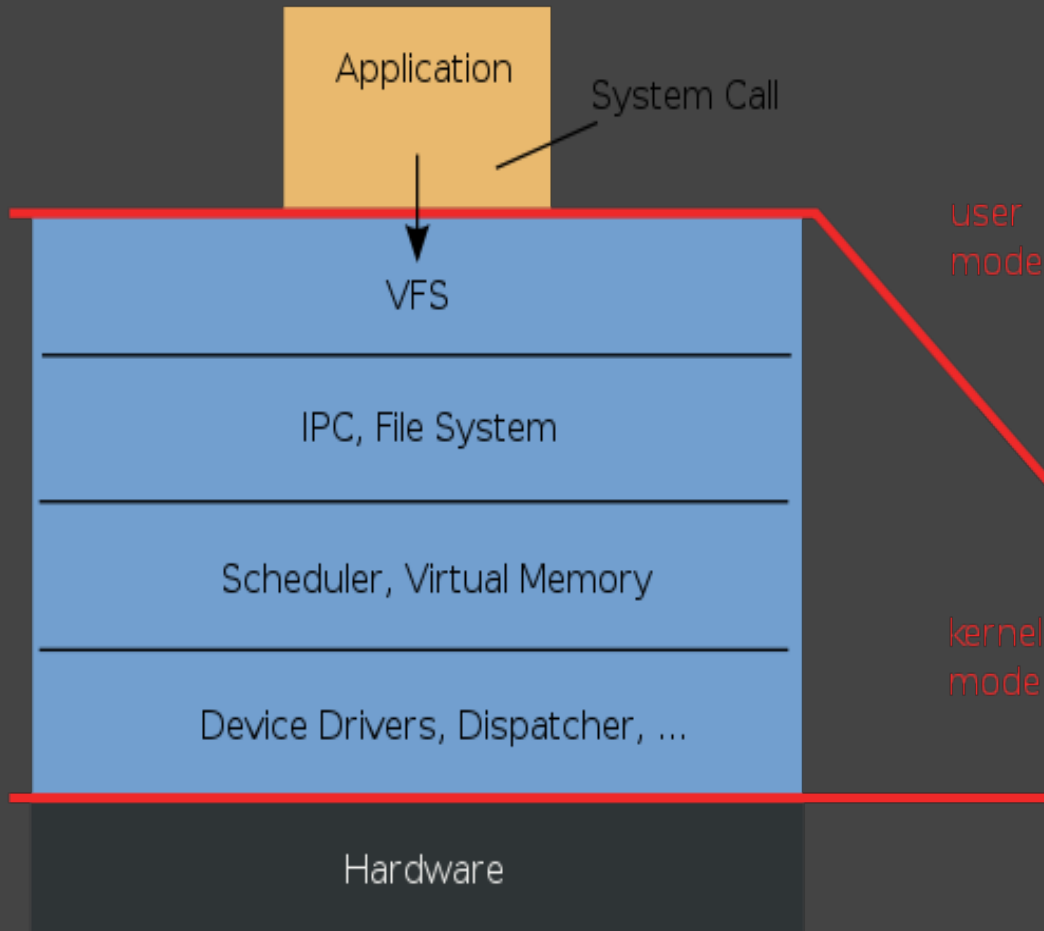 Application
System Call
user
mode
VFS
IPC, File System
Scheduler, Virtual Memory
kernel
mode
Device Drivers, Dispatcher, ...
Hardware